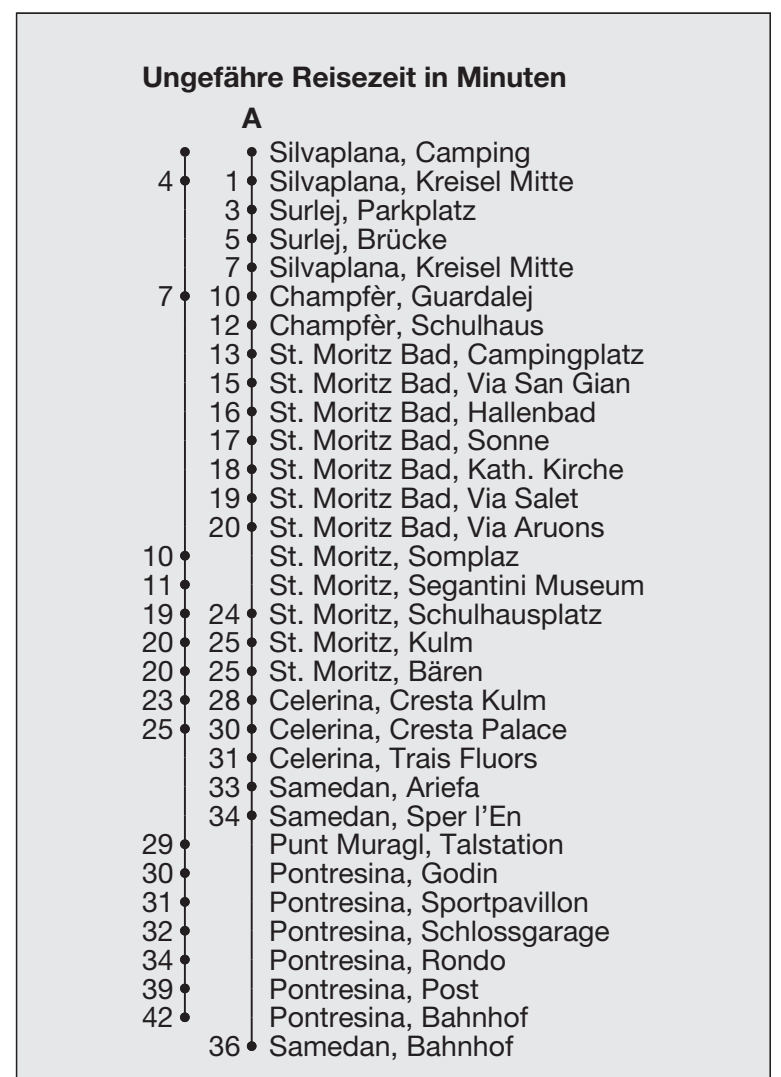 Ungefähre Reisezeit in Minuten
A
Silvaplana, Camping
4 1 Silvaplana, Kreisel Mitte
3 Surlej, Parkplatz
5 Surlej, Brücke
7 Silvaplana, Kreisel Mitte
7 10 Champfèr, Guardalej
12 Champfèr, Schulhaus
13 St. Moritz Bad, Campingplatz
15 St. Moritz Bad, Via San Gian
16 St. Moritz Bad, Hallenbad
17 St. Moritz Bad, Sonne
18 St. Moritz Bad, Kath. Kirche
19 St. Moritz Bad, Via Salet
20 St. Moritz Bad, Via Aruons
10 St. Moritz, Somplaz
11 St. Moritz, Segantini Museum
19 24 St. Moritz, Schulhausplatz
20 25 St. Moritz, Kulm
20 25 St. Moritz, Bären
23 28 Celerina, Cresta Kulm
25 30 Celerina, Cresta Palace
31 Celerina, Trais Fluors
33 Samedan, Ariefa
34 Samedan, Sper l'En
29 Punt Muragl, Talstation
30 Pontresina, Godin
31 Pontresina, Sportpavillon
32 Pontresina, Schlossgarage
34 Pontresina, Rondo
39 Pontresina, Post
42 Pontresina, Bahnhof
36 Samedan, Bahnhof